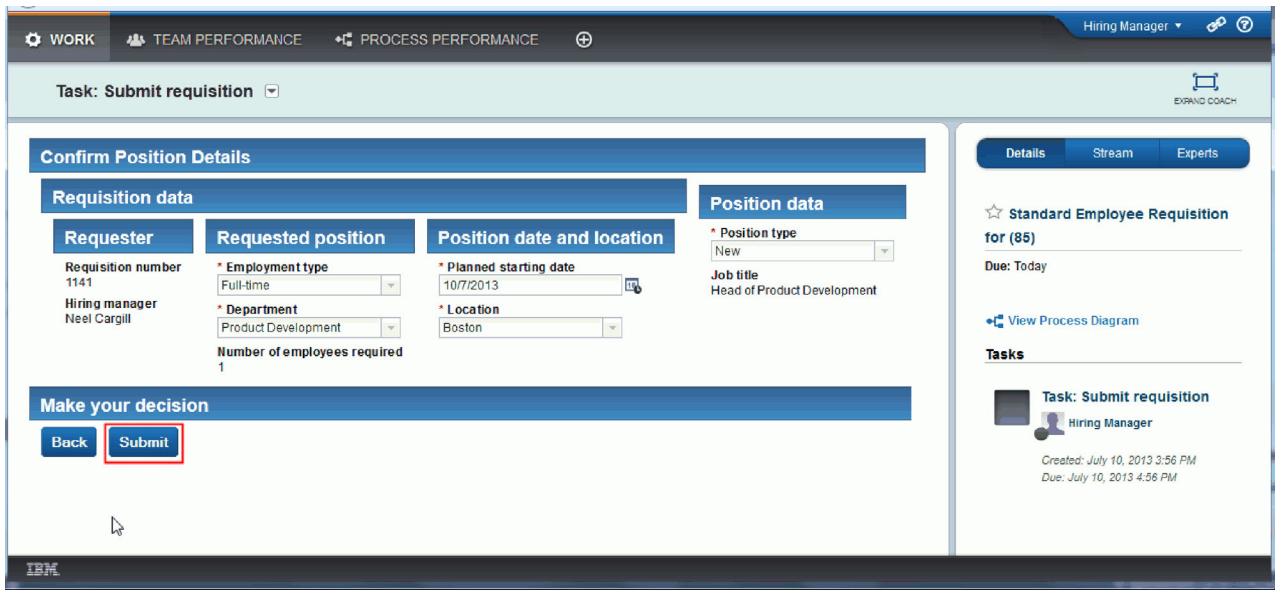 WORK TEAM PERFORMANCE PROCESS PERFORMANCE Hiring Manager
Task: Submit requisition
EXPAND COACH
Confirm Position Details
Requisition data
Requester
Requisition number
1141
Hiring manager
Neel Cargill
Requested position
* Employment type
Full-time
* Department
Product Development
Number of employees required
1
Position date and location
* Planned starting date
10/7/2013
* Location
Boston
Position data
* Position type
New
Job title
Head of Product Development
Make your decision
Back Submit
Details Stream Experts
Standard Employee Requisition
for (85)
Due: Today
View Process Diagram
Tasks
Task: Submit requisition
Hiring Manager
Created: July 10, 2013 3:56 PM
Due: July 10, 2013 4:56 PM
IBM.